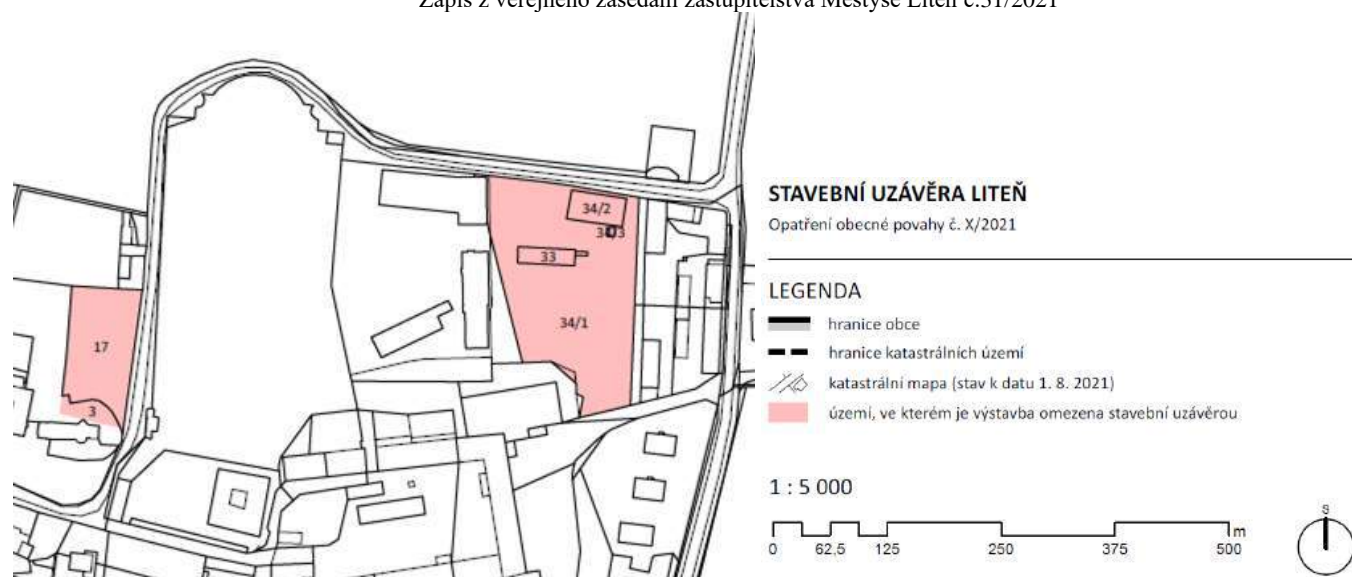 Zápis z veřejného zasedání zastupitelstva Městyse Liteň č.31/2021
34/2
34/3
33
34/1
17
3
STAVEBNÍ UZÁVĚRA LITEŇ
Opatření obecné povahy č. X/2021
LEGENDA
hranice obce
hranice katastrálních území
katastrální mapa (stav k datu 1. 8. 2021)
území, ve kterém je výstavba omezena stavební uzávěrou
1 : 5 000
m
0 62,5 125 250 375 500
S